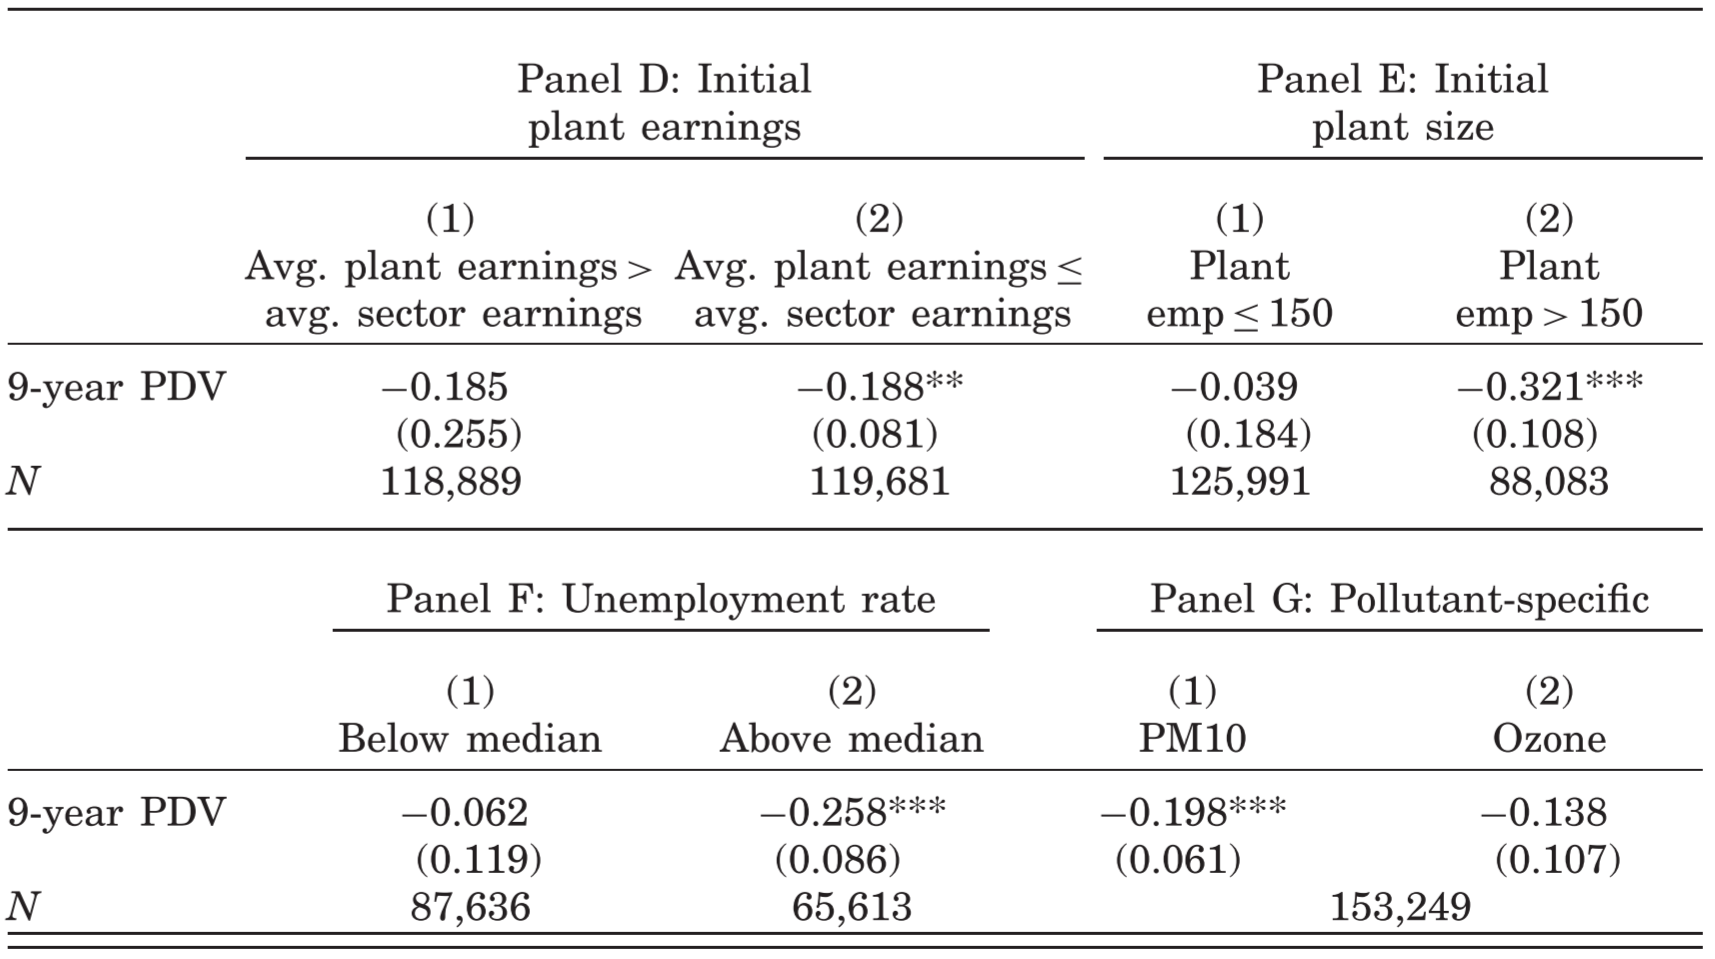 Panel D: Initial plant earnings
Panel E: Initial plant size
(1) (2) (1) (2)
Avg. plant earnings > Avg. plant earnings ≤ Plant Plant
avg. sector earnings avg. sector earnings emp ≤ 150 emp > 150
9-year PDV −0.185 −0.188** −0.039 −0.321***
(0.255) (0.081) (0.184) (0.108)
N 118,889 119,681 125,991 88,083
Panel F: Unemployment rate Panel G: Pollutant-specific
(1) (2) (1) (2)
Below median Above median PM10 Ozone
9-year PDV −0.062 −0.258*** −0.198*** −0.138
(0.119) (0.086) (0.061) (0.107)
N 87,636 65,613 153,249